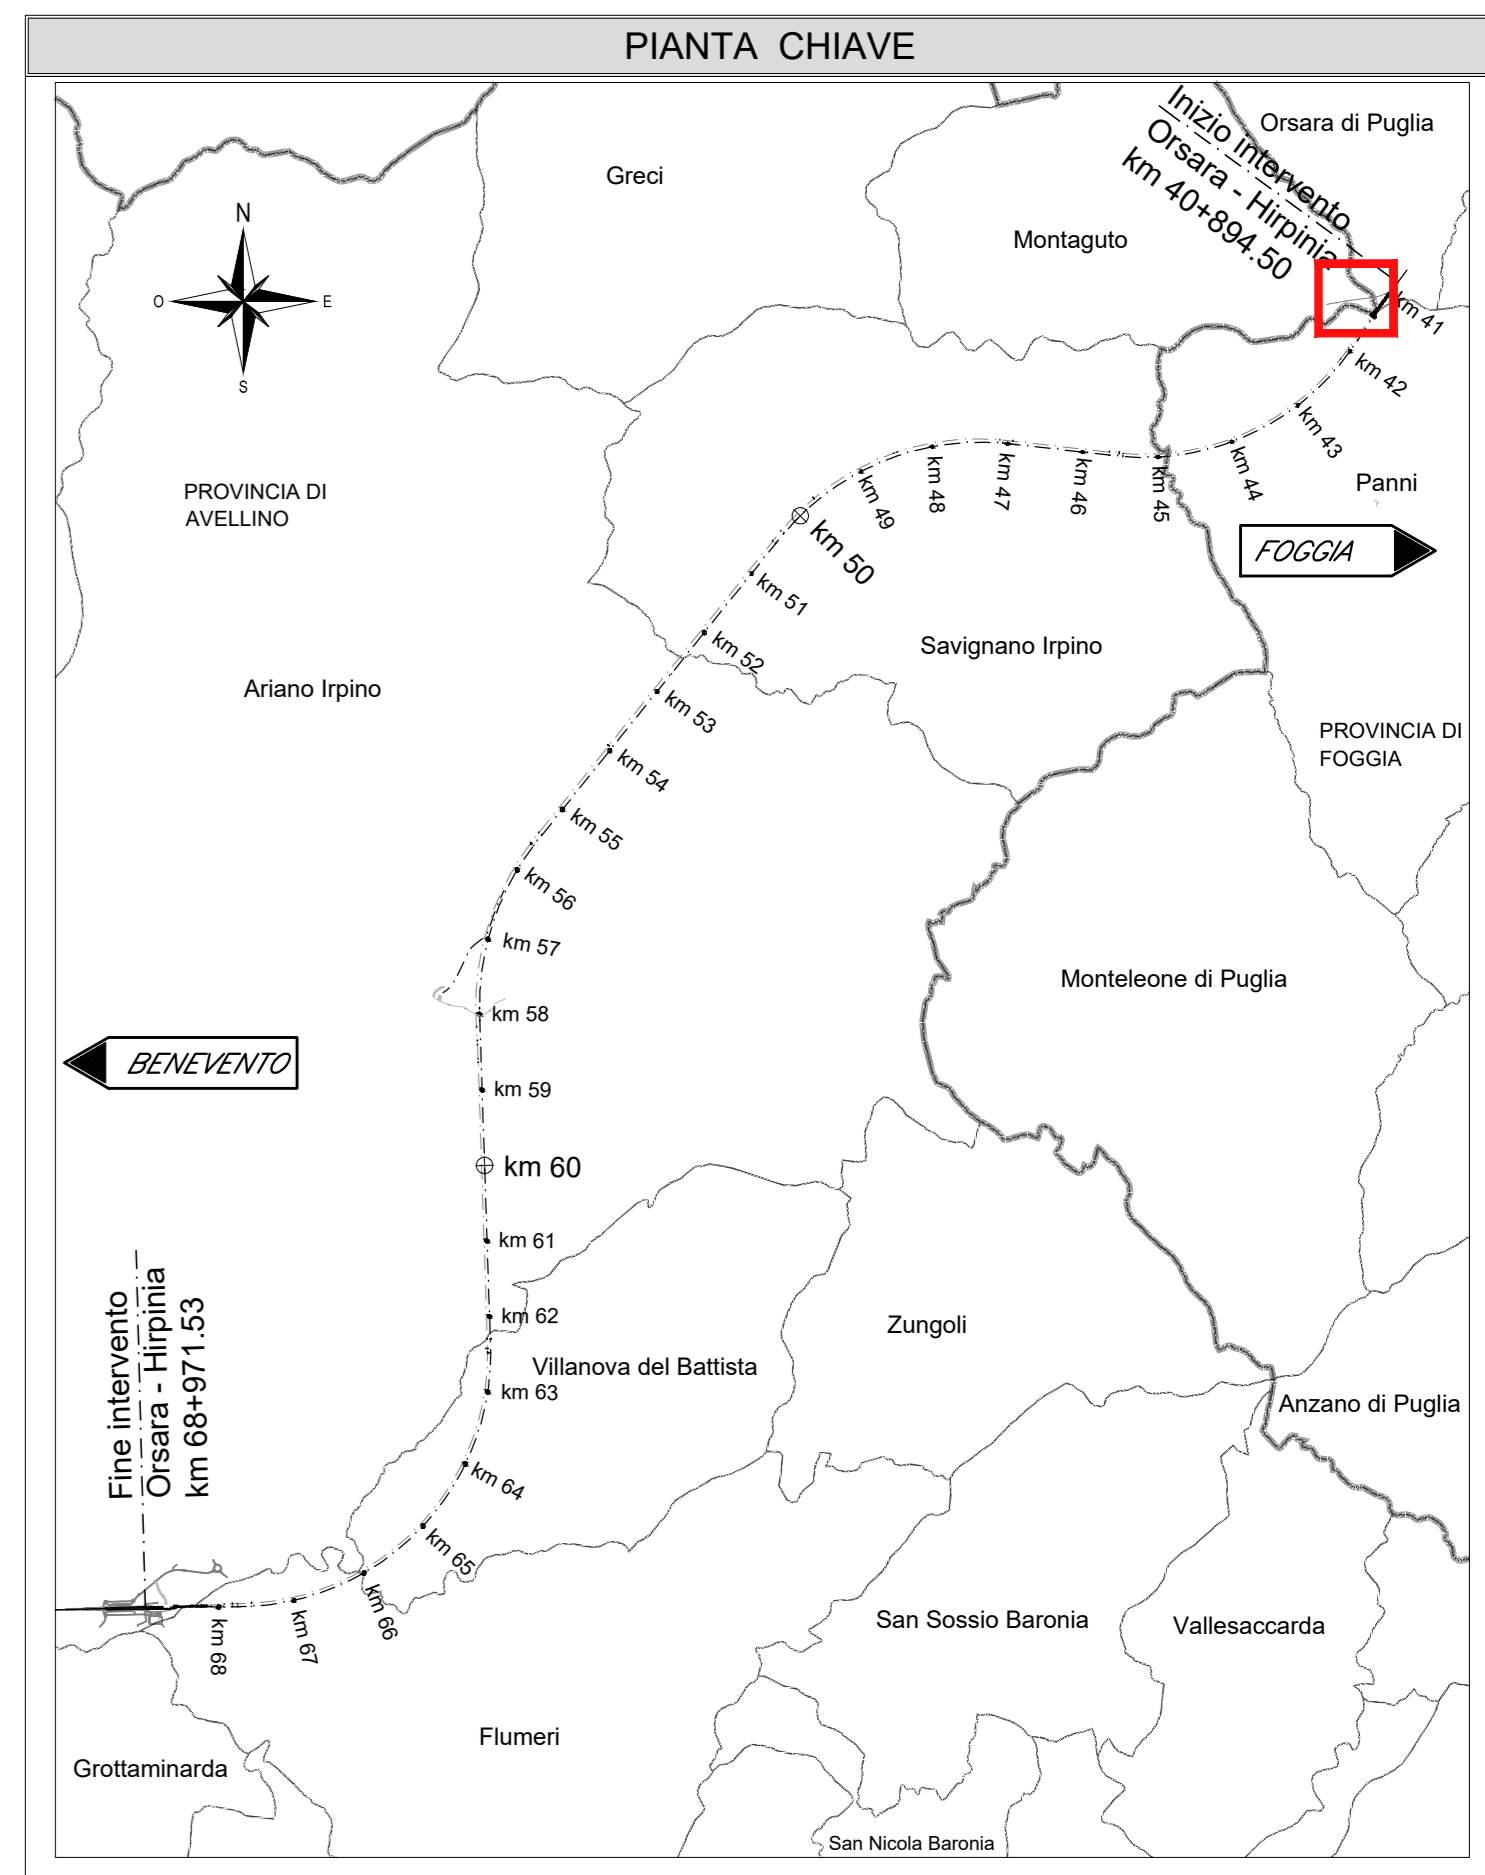 PIANTA CHIAVE
Orsara di Puglia
Inizio intervento
Orsara - Hirpinia
km 40+894.50
Greci
Montaguto
N
O
E
S
km 41
km 42
km 43
km 44
km 45
km 46
km 47
km 48
km 49
km 50
Panni
?
PROVINCIA DI
AVELLINO
FOGGIA
km 51
km 52
Savignano Irpino
Ariano Irpino
km 53
PROVINCIA DI
FOGGIA
km 54
km 55
km 56
km 57
Monteleone di Puglia
km 58
BENEVENTO
km 59
km 60
km 61
km 62
Fine intervento
Orsara - Hirpinia
km 68+971.53
Zungoli
Villanova del Battista
km 63
Anzano di Puglia
km 64
km 65
km 66
km 67
km 68
San Sossio Baronia
Vallesaccarda
Flumeri
Grottaminarda
San Nicola Baronia